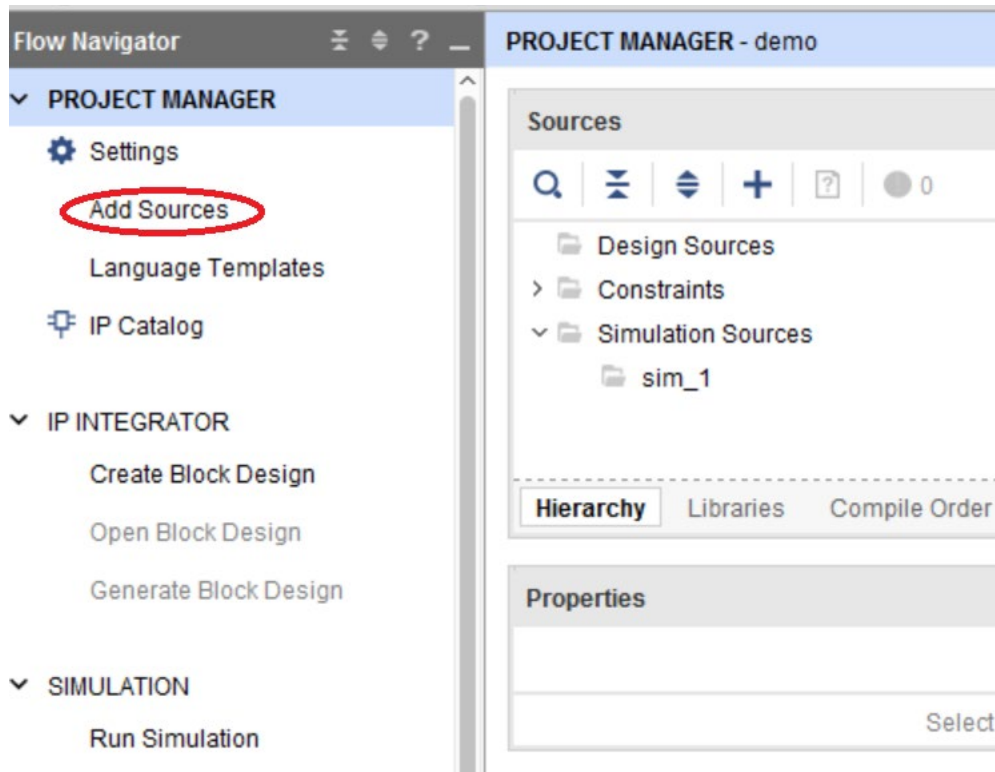 Flow Navigator ?
PROJECT MANAGER
Settings
Add Sources
Language Templates
IP Catalog
IP INTEGRATOR
Create Block Design
Open Block Design
Generate Block Design
SIMULATION
Run Simulation
PROJECT MANAGER - demo
Sources
? 0
Design Sources
Constraints
Simulation Sources
sim_1
Hierarchy Libraries Compile Order
Properties
Select